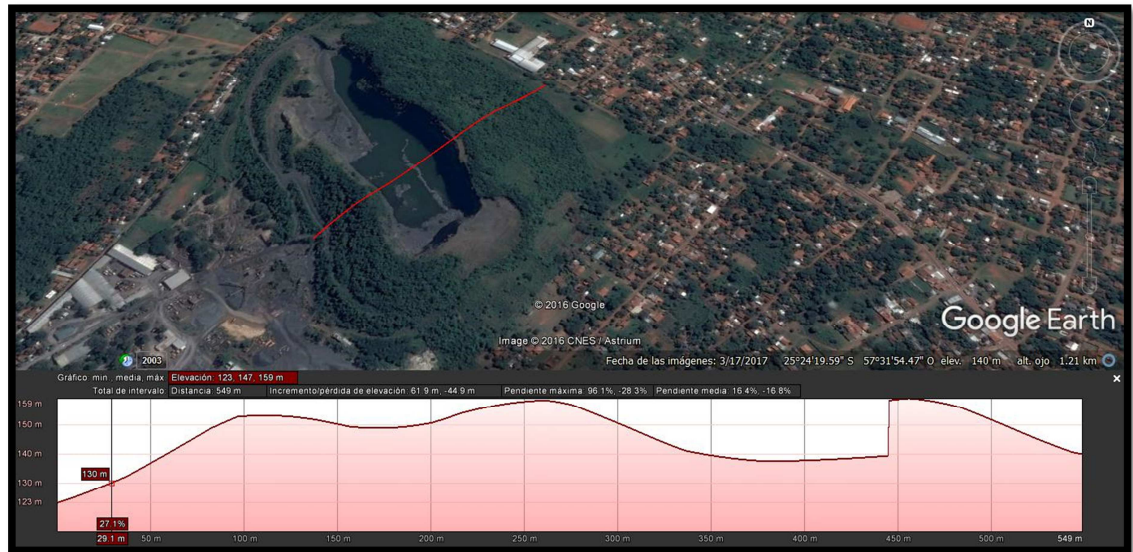 N
© 2016 Google
Image © 2016 CNES / Astrium
Google Earth
2003
Fecha de las imágenes: 3/17/2017 25°24'19.59" S 57°31'54.47" O elev. 140 m alt. ojo 1.21 km
Gráfico: mín., media, máx. Elevación: 123, 147, 159 m
Total de intervalo: Distancia: 549 m Incremento/pérdida de elevación: 61.9 m, -44.9 m Pendiente máxima: 96.1%, -28.3% Pendiente media: 16.4%, -16.8%
159 m
150 m
140 m
130 m
130 m
123 m
27.1%
29.1 m 50 m 100 m 150 m 200 m 250 m 300 m 350 m 400 m 450 m 500 m 549 m